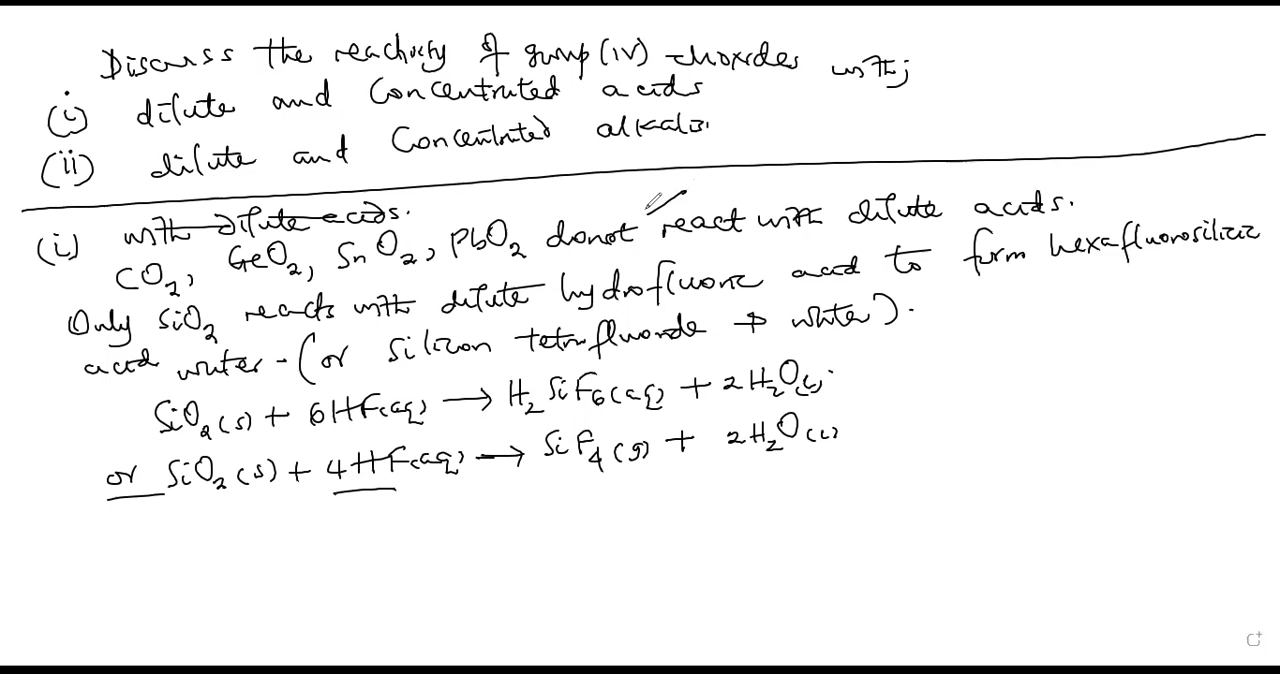 Discuss the reactivity of group (iv) dioxides with;
(i) dilute and Concentrated acids
(ii) dilute and Concentrated alkalis.
(i) with dilute acids.
CO2, GeO2, SnO2, PbO2 donot react with dilute acids.
Only SiO2 reacts with dilute hydrofluoric acid to form hexafluorosilicic
acid water. (or silicon tetrafluoride + water).
SiO2(s) + 6HF(aq) → H2SiF6(aq) + 2H2O(l).
or SiO2(s) + 4HF(aq) → SiF4(g) + 2H2O(l)